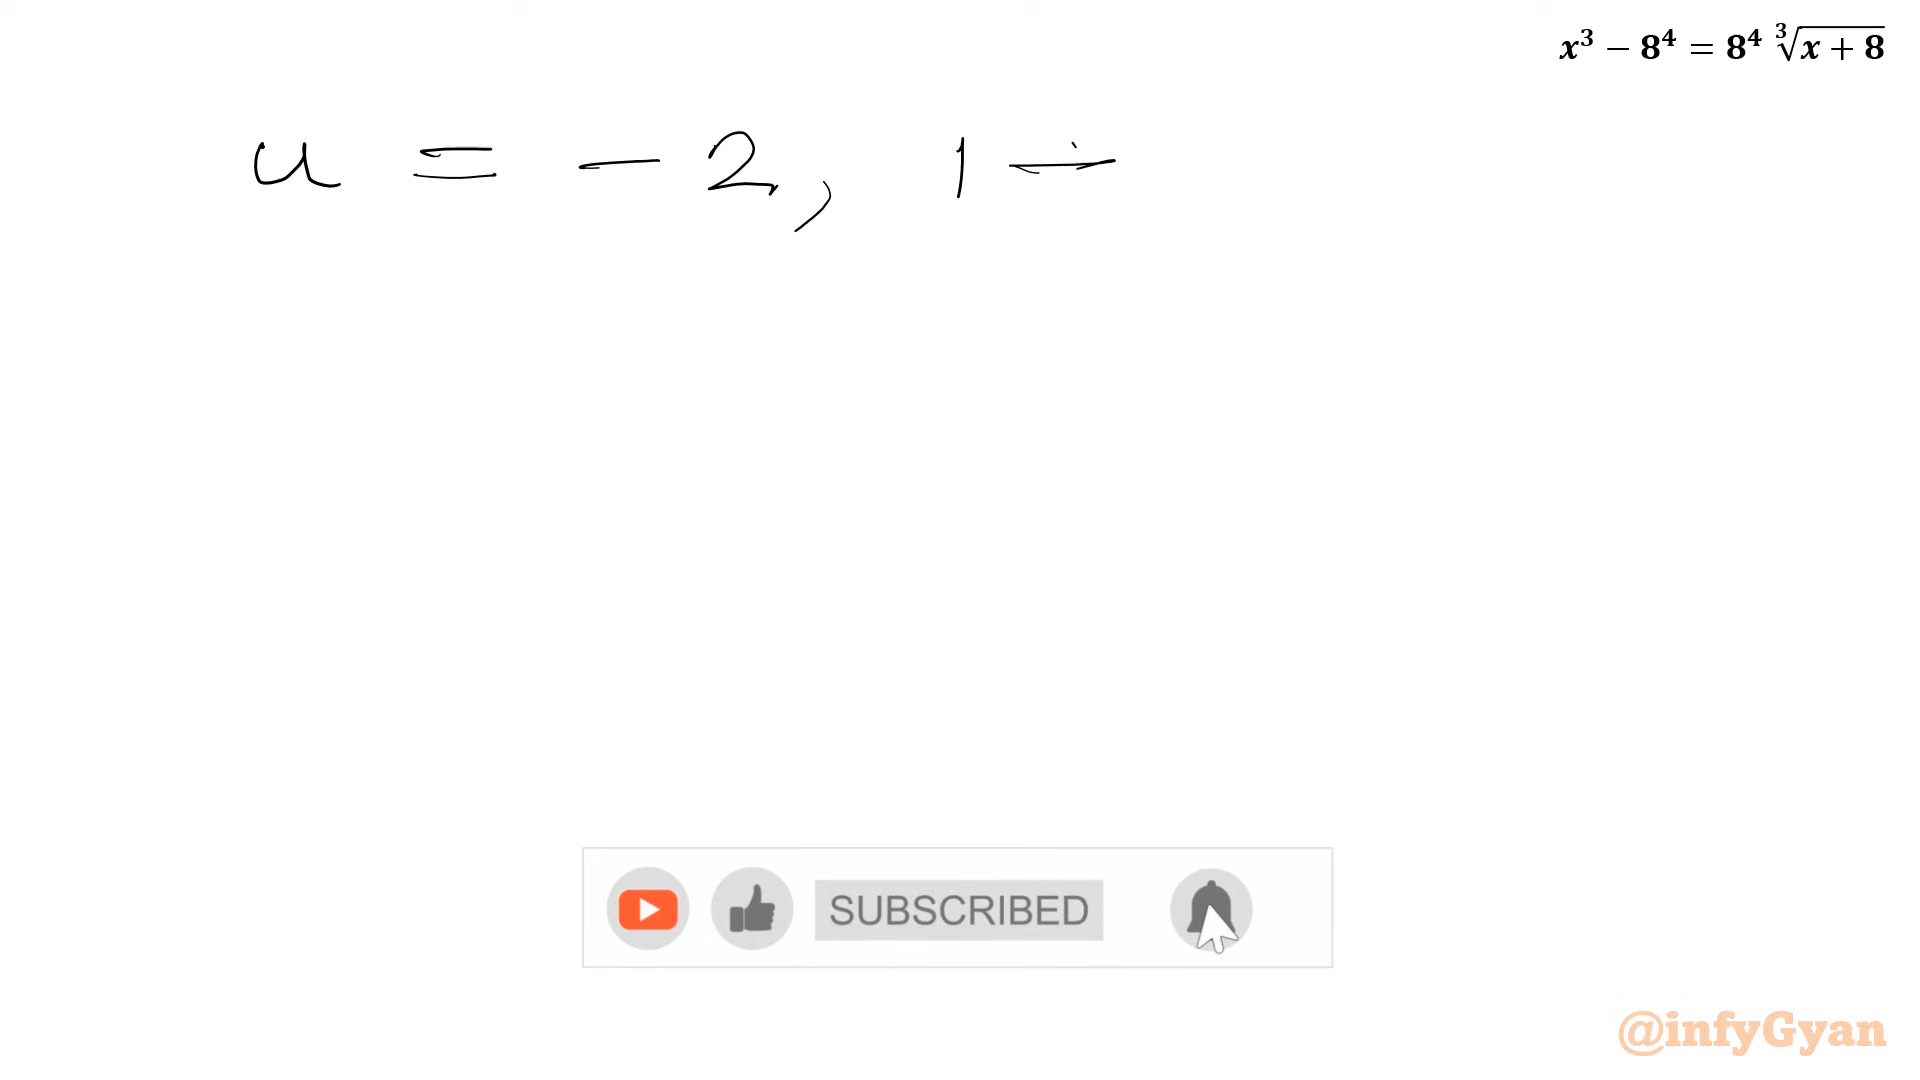 x³ − 8⁴ = 8⁴ ∛(x + 8)
u = − 2, 1 −
SUBSCRIBED
@infyGyan